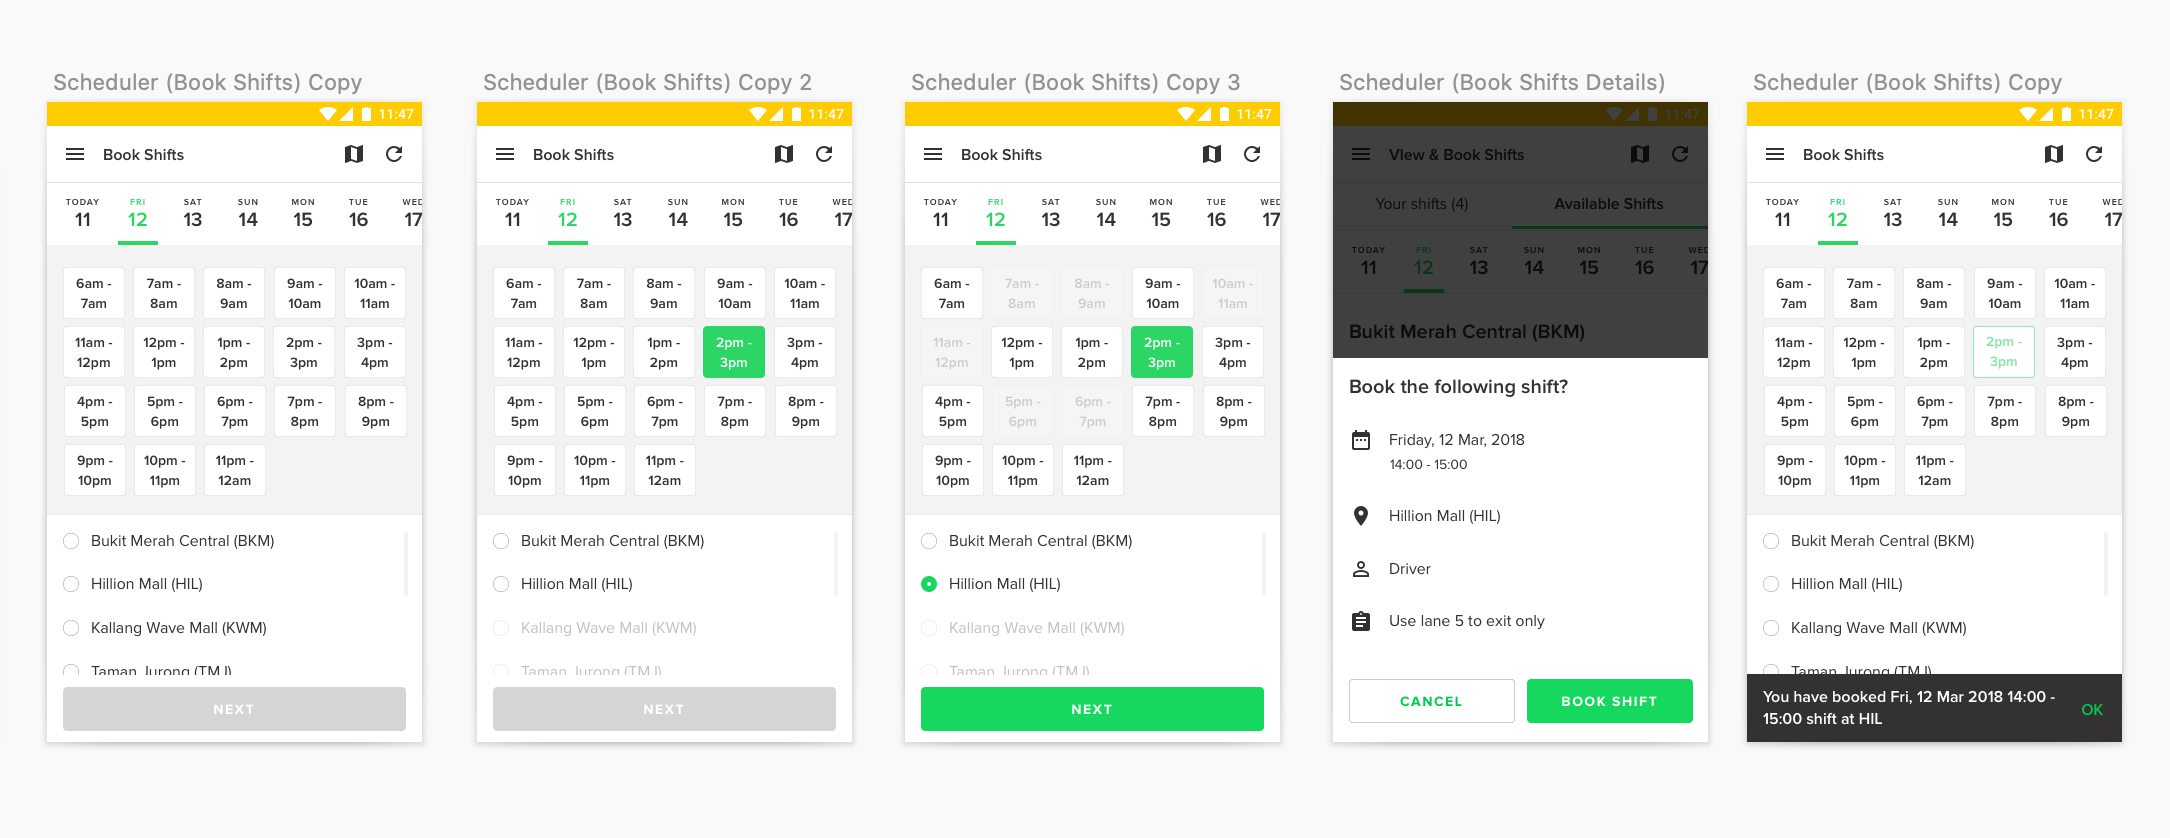 Scheduler (Book Shifts) Copy
11:47
Book Shifts
TODAY FRI SAT SUN MON TUE WED
11 12 13 14 15 16 17
6am - 7am - 8am - 9am - 10am -
7am 8am 9am 10am 11am
11am - 12pm - 1pm - 2pm - 3pm -
12pm 1pm 2pm 3pm 4pm
4pm - 5pm - 6pm - 7pm - 8pm -
5pm 6pm 7pm 8pm 9pm
9pm - 10pm - 11pm -
10pm 11pm 12am
Bukit Merah Central (BKM)
Hillion Mall (HIL)
Kallang Wave Mall (KWM)
Taman Jurong (TMJ)
NEXT
Scheduler (Book Shifts) Copy 2
11:47
Book Shifts
TODAY FRI SAT SUN MON TUE WED
11 12 13 14 15 16 17
6am - 7am - 8am - 9am - 10am -
7am 8am 9am 10am 11am
11am - 12pm - 1pm - 2pm - 3pm -
12pm 1pm 2pm 3pm 4pm
4pm - 5pm - 6pm - 7pm - 8pm -
5pm 6pm 7pm 8pm 9pm
9pm - 10pm - 11pm -
10pm 11pm 12am
Bukit Merah Central (BKM)
Hillion Mall (HIL)
Kallang Wave Mall (KWM)
Taman Jurong (TMJ)
NEXT
Scheduler (Book Shifts) Copy 3
11:47
Book Shifts
TODAY FRI SAT SUN MON TUE WED
11 12 13 14 15 16 17
6am - 7am - 8am - 9am - 10am -
7am 8am 9am 10am 11am
11am - 12pm - 1pm - 2pm - 3pm -
12pm 1pm 2pm 3pm 4pm
4pm - 5pm - 6pm - 7pm - 8pm -
5pm 6pm 7pm 8pm 9pm
9pm - 10pm - 11pm -
10pm 11pm 12am
Bukit Merah Central (BKM)
Hillion Mall (HIL)
Kallang Wave Mall (KWM)
Taman Jurong (TMJ)
NEXT
Scheduler (Book Shifts Details)
11:47
VIew & Book Shifts
Your shifts (4) Available Shifts
TODAY FRI SAT SUN MON TUE WED
11 12 13 14 15 16 17
Bukit Merah Central (BKM)
Book the following shift?
Friday, 12 Mar, 2018
14:00 - 15:00
Hillion Mall (HIL)
Driver
Use lane 5 to exit only
CANCEL BOOK SHIFT
Scheduler (Book Shifts) Copy
11:47
Book Shifts
TODAY FRI SAT SUN MON TUE WED
11 12 13 14 15 16 17
6am - 7am - 8am - 9am - 10am -
7am 8am 9am 10am 11am
11am - 12pm - 1pm - 2pm - 3pm -
12pm 1pm 2pm 3pm 4pm
4pm - 5pm - 6pm - 7pm - 8pm -
5pm 6pm 7pm 8pm 9pm
9pm - 10pm - 11pm -
10pm 11pm 12am
Bukit Merah Central (BKM)
Hillion Mall (HIL)
Kallang Wave Mall (KWM)
Taman Jurong (TMJ)
You have booked Fri, 12 Mar 2018 14:00 -
15:00 shift at HIL
OK